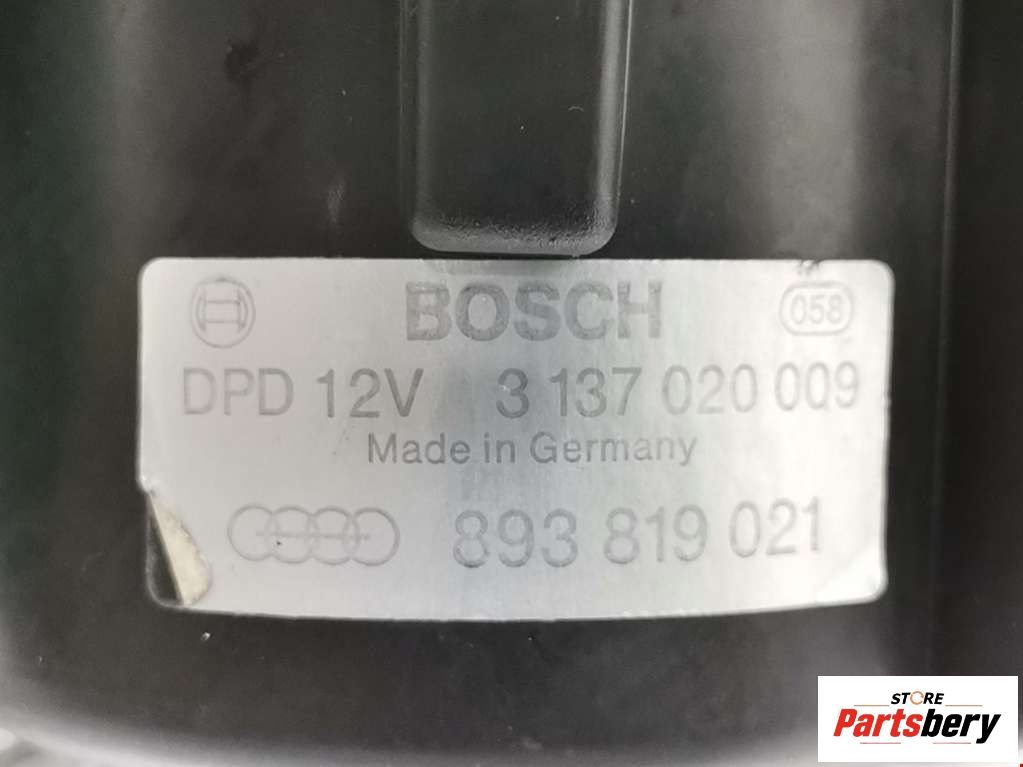 BOSCH 058
DPD 12V 3 137 020 009
Made in Germany
893 819 021
STORE
Partsbery